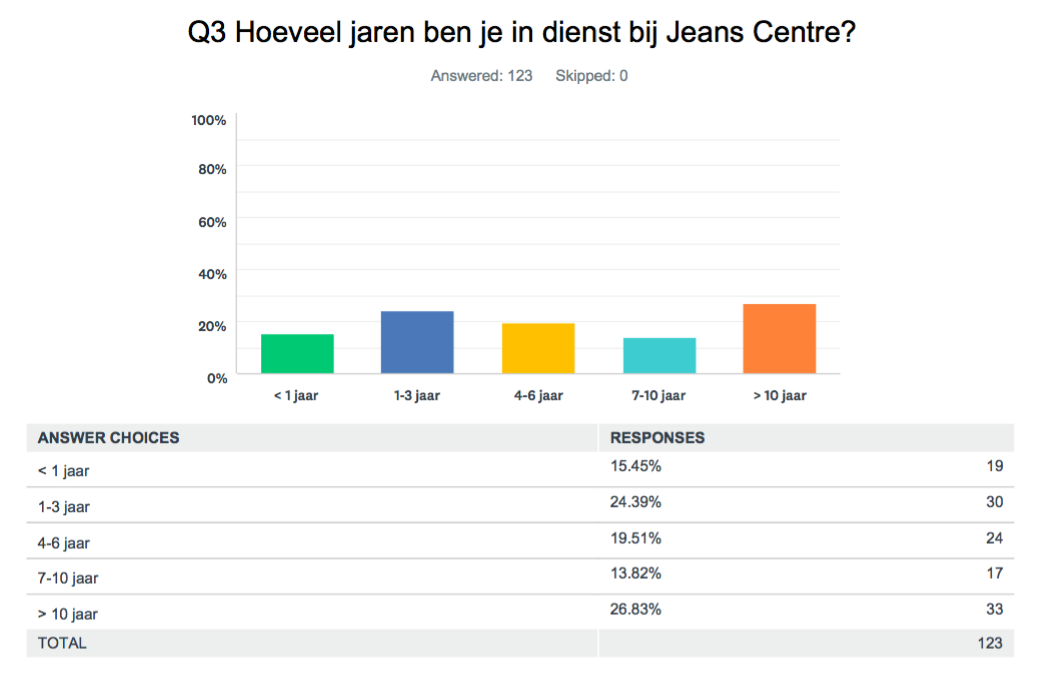 Q3 Hoeveel jaren ben je in dienst bij Jeans Centre?
Answered: 123 Skipped: 0
100%
80%
60%
40%
20%
0%
< 1 jaar 1-3 jaar 4-6 jaar 7-10 jaar > 10 jaar
ANSWER CHOICES RESPONSES
< 1 jaar 15.45% 19
1-3 jaar 24.39% 30
4-6 jaar 19.51% 24
7-10 jaar 13.82% 17
> 10 jaar 26.83% 33
TOTAL 123